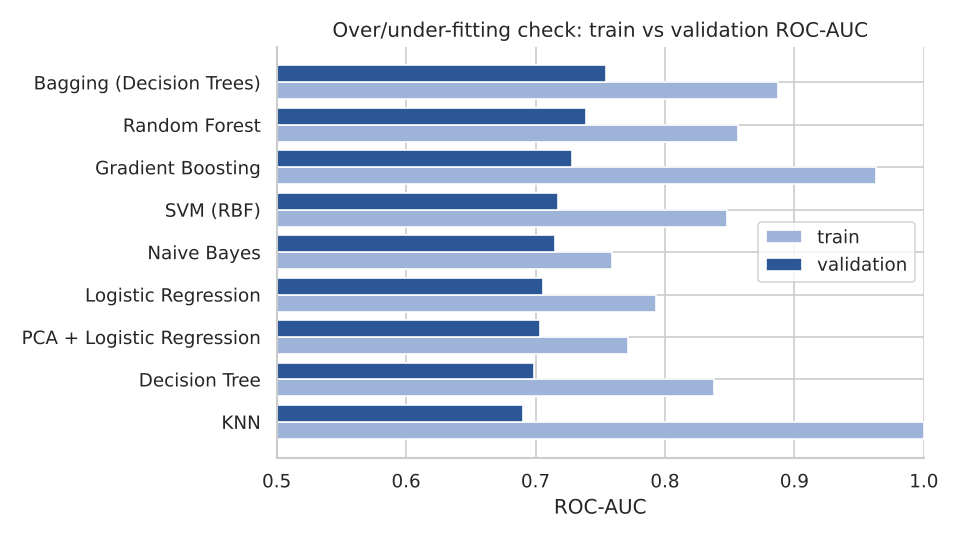 Over/under-fitting check: train vs validation ROC-AUC
Bagging (Decision Trees)
Random Forest
Gradient Boosting
SVM (RBF)
Naive Bayes
Logistic Regression
PCA + Logistic Regression
Decision Tree
KNN
train
validation
0.5 0.6 0.7 0.8 0.9 1.0
ROC-AUC